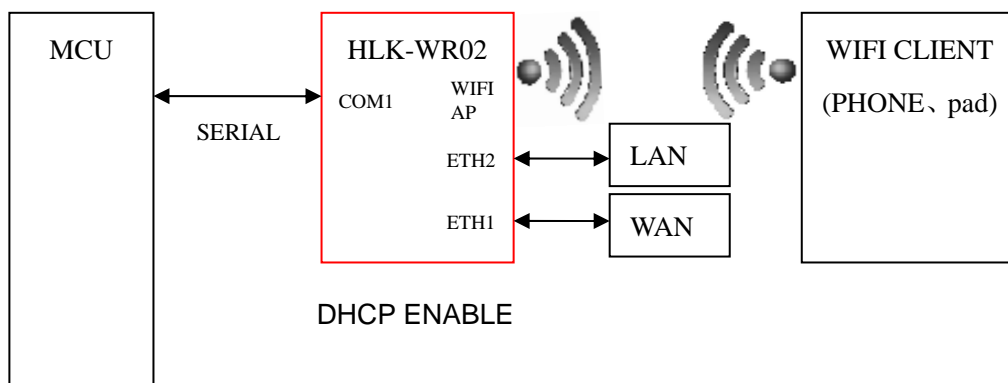 MCU
HLK-WR02
WIFI CLIENT
(PHONE、pad)
COM1
WIFI
AP
SERIAL
ETH2
LAN
ETH1
WAN
DHCP ENABLE